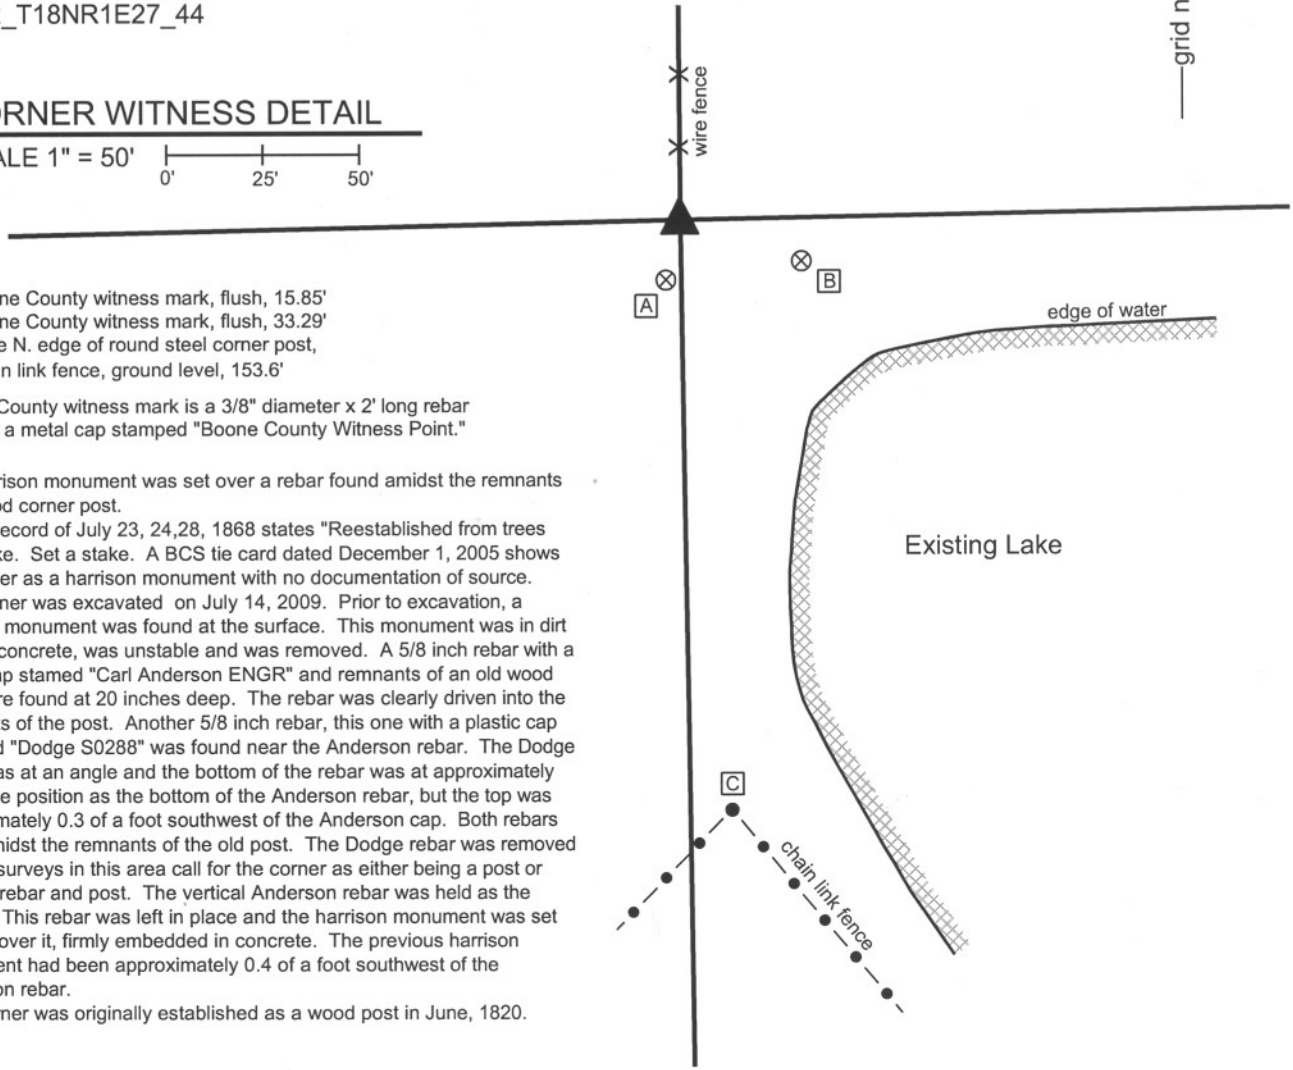 _T18NR1E27_44
ORNER WITNESS DETAIL
ALE 1" = 50'
0' 25' 50'
ne County witness mark, flush, 15.85'
ne County witness mark, flush, 33.29'
e N. edge of round steel corner post,
n link fence, ground level, 153.6'
County witness mark is a 3/8" diameter x 2' long rebar
a metal cap stamped "Boone County Witness Point."
rison monument was set over a rebar found amidst the remnants
od corner post.
ecord of July 23, 24,28, 1868 states "Reestablished from trees
ke. Set a stake. A BCS tie card dated December 1, 2005 shows
er as a harrison monument with no documentation of source.
ner was excavated on July 14, 2009. Prior to excavation, a
monument was found at the surface. This monument was in dirt
concrete, was unstable and was removed. A 5/8 inch rebar with a
ap stamed "Carl Anderson ENGR" and remnants of an old wood
re found at 20 inches deep. The rebar was clearly driven into the
s of the post. Another 5/8 inch rebar, this one with a plastic cap
d "Dodge S0288" was found near the Anderson rebar. The Dodge
as at an angle and the bottom of the rebar was at approximately
e position as the bottom of the Anderson rebar, but the top was
mately 0.3 of a foot southwest of the Anderson cap. Both rebars
midst the remnants of the old post. The Dodge rebar was removed
surveys in this area call for the corner as either being a post or
rebar and post. The vertical Anderson rebar was held as the
This rebar was left in place and the harrison monument was set
over it, firmly embedded in concrete. The previous harrison
ent had been approximately 0.4 of a foot southwest of the
on rebar.
rner was originally established as a wood post in June, 1820.
wire fence
grid n
A
B
edge of water
Existing Lake
C
chain link fence